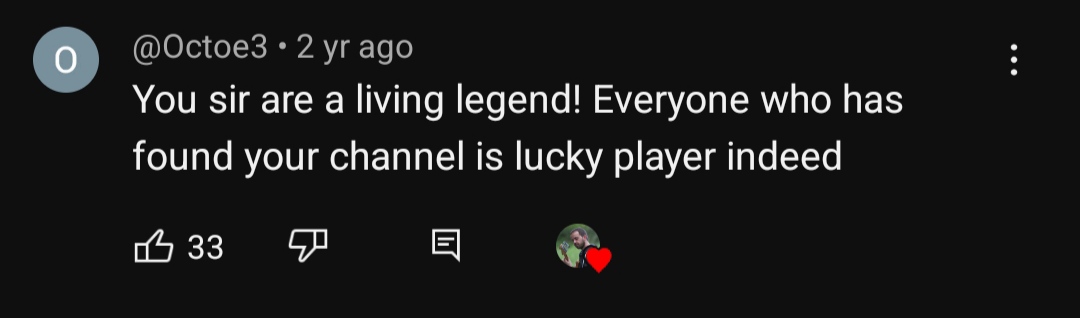 O
@Octoe3 • 2 yr ago
You sir are a living legend! Everyone who has
found your channel is lucky player indeed
33